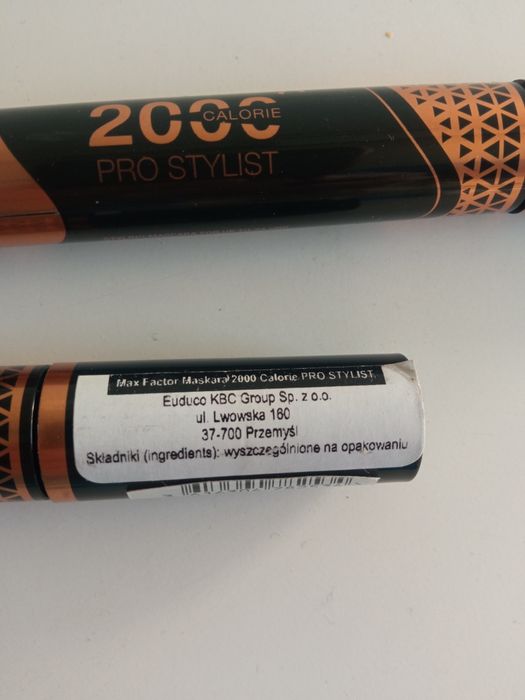 2000
CALORIE
PRO STYLIST
Max Factor Maskara 2000 Calorie PRO STYLIST
Euduco KBC Group Sp. z o.o.
ul. Lwowska 160
37-700 Przemyśl
Składniki (ingredients): wyszczególnione na opakowaniu